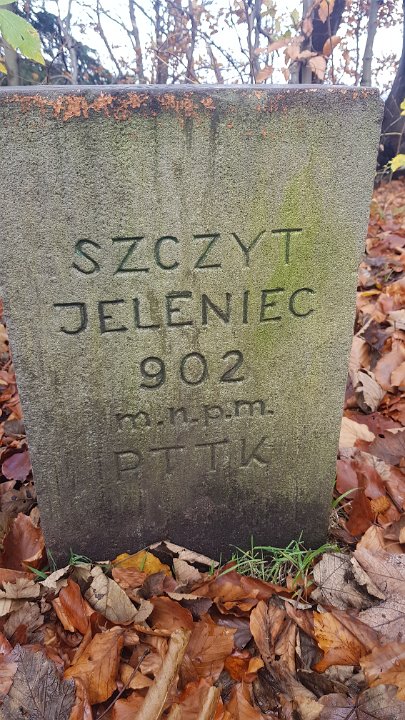 SZCZYT
JELENIEC
902
m.n.p.m.
PTTK